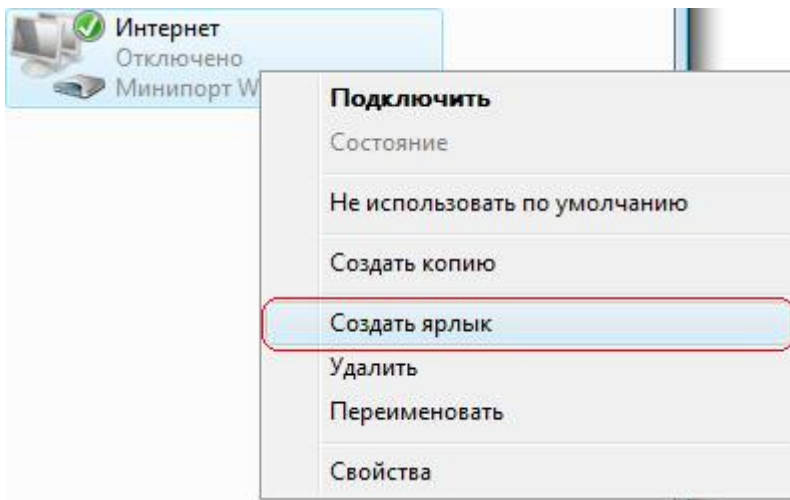 Интернет
Отключено
Минипорт W
Подключить
Состояние
Не использовать по умолчанию
Создать копию
Создать ярлык
Удалить
Переименовать
Свойства